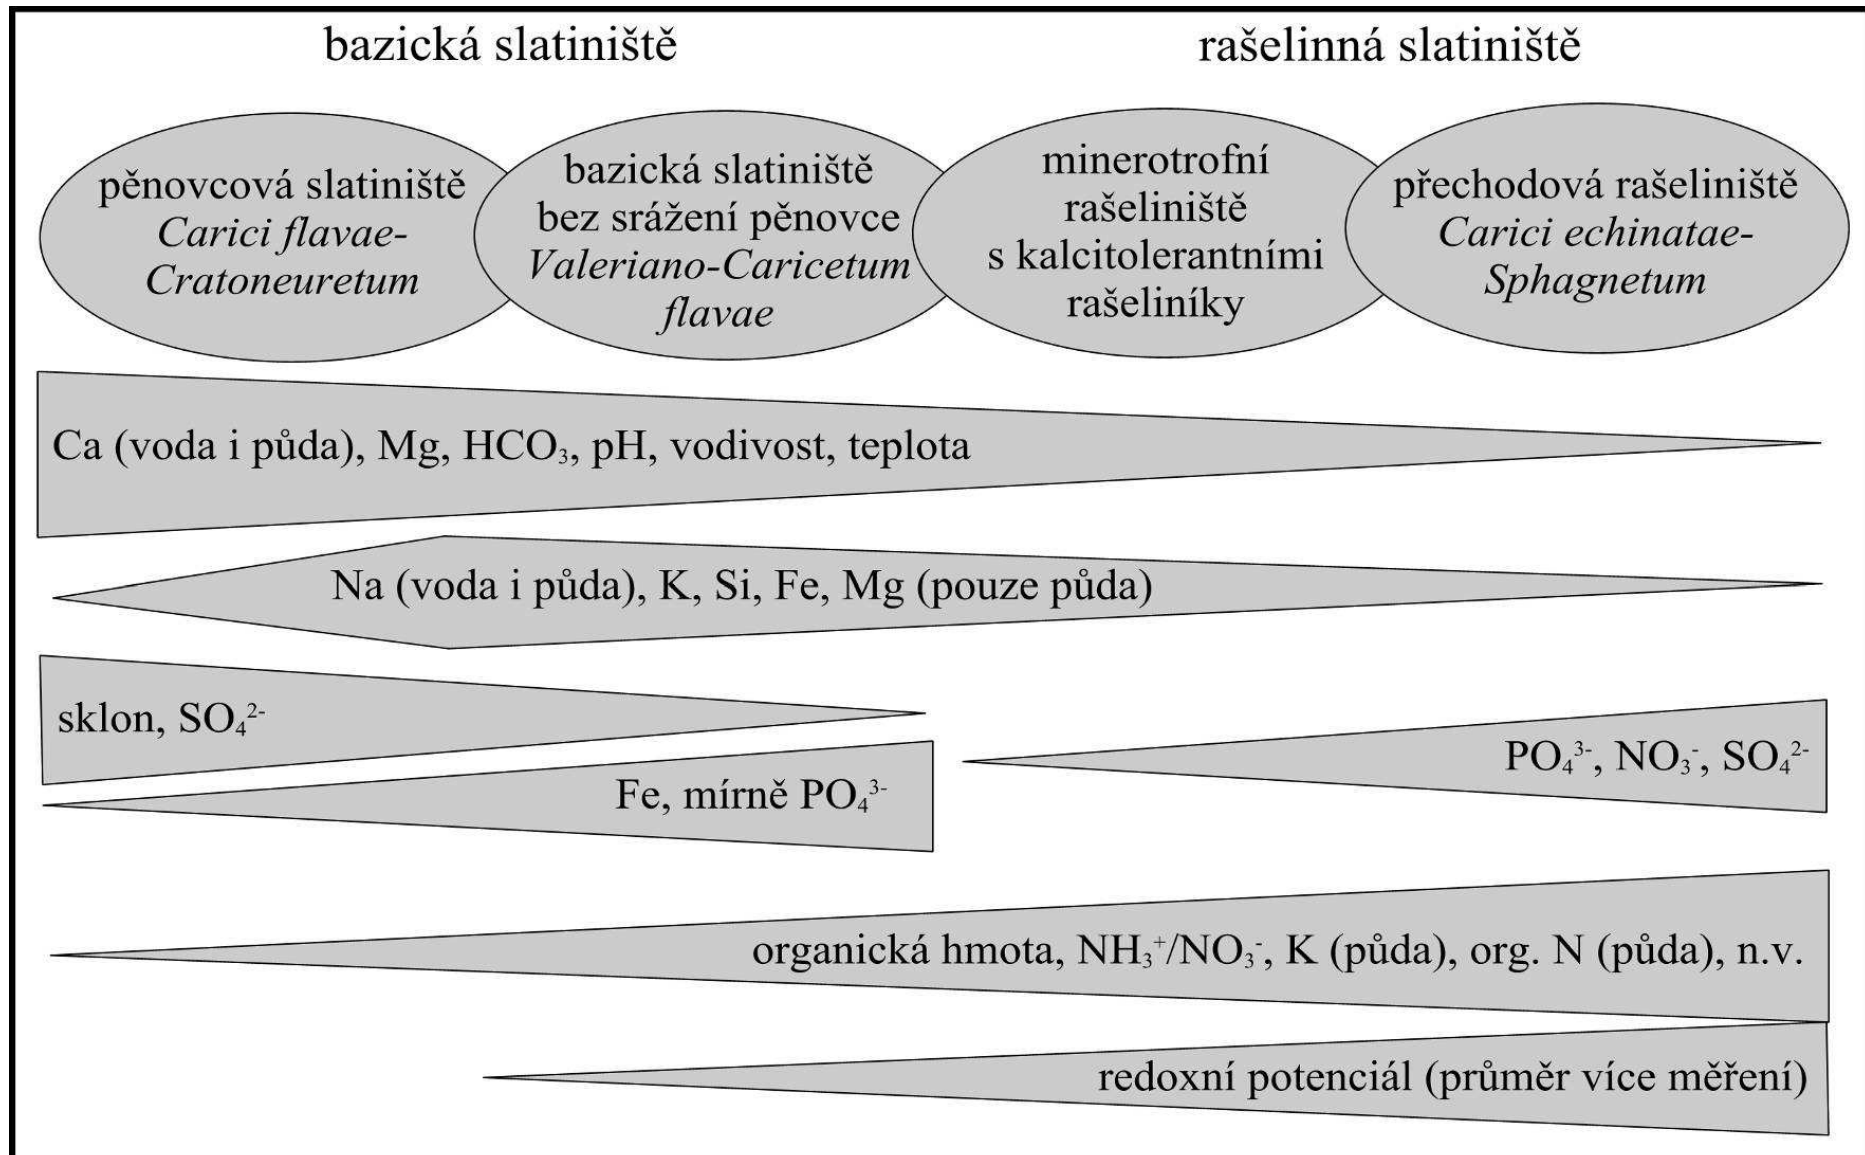 bazická slatiniště
rašelinná slatiniště
pěnovcová slatiniště
Carici flavae-
Cratoneuretum
bazická slatiniště
bez srážení pěnovce
Valeriano-Caricetum
flavae
minerotrofní
rašeliniště
s kalcitolerantními
rašeliníky
přechodová rašeliniště
Carici echinatae-
Sphagnetum
Ca (voda i půda), Mg, HCO₃, pH, vodivost, teplota
Na (voda i půda), K, Si, Fe, Mg (pouze půda)
sklon, SO₄²⁻
Fe, mírně PO₄³⁻
PO₄³⁻, NO₃⁻, SO₄²⁻
organická hmota, NH₃⁺/NO₃⁻, K (půda), org. N (půda), n.v.
redoxní potenciál (průměr více měření)